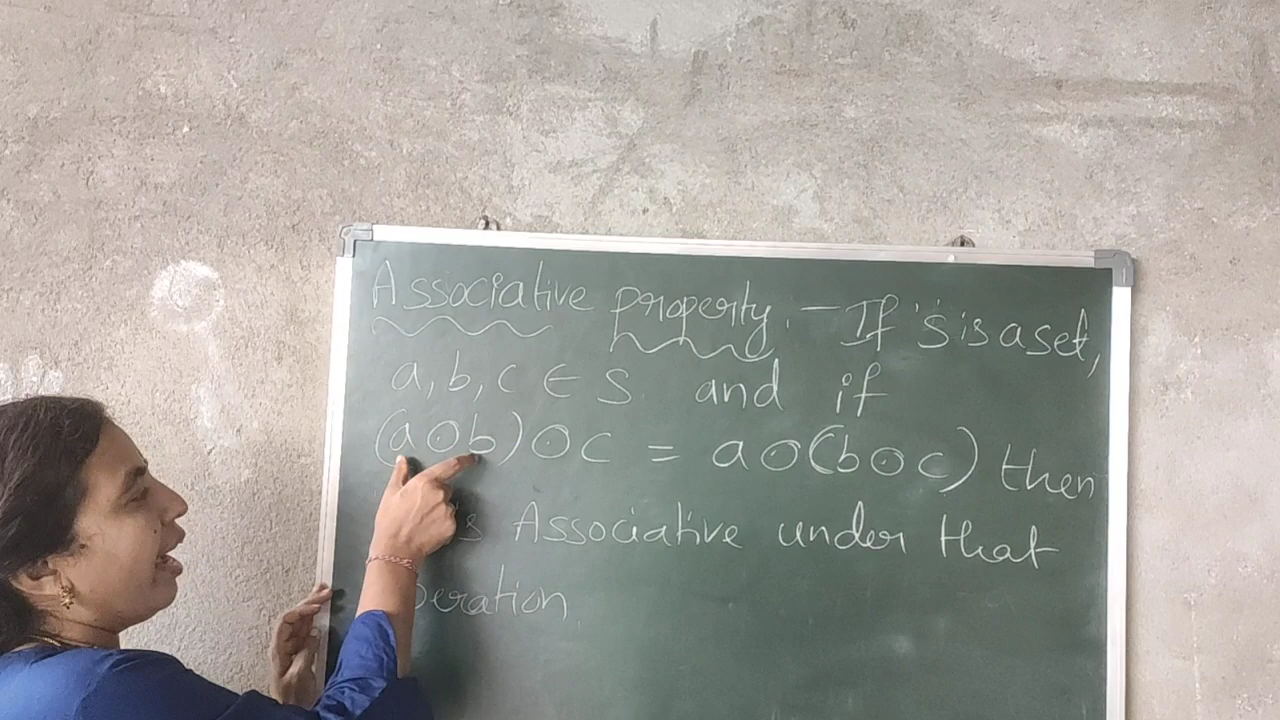 Associative property. - If 'S' is a set,
a, b, c ∈ S. and if
(a⊙b)⊙c = a⊙(b⊙c) then
Associative under that